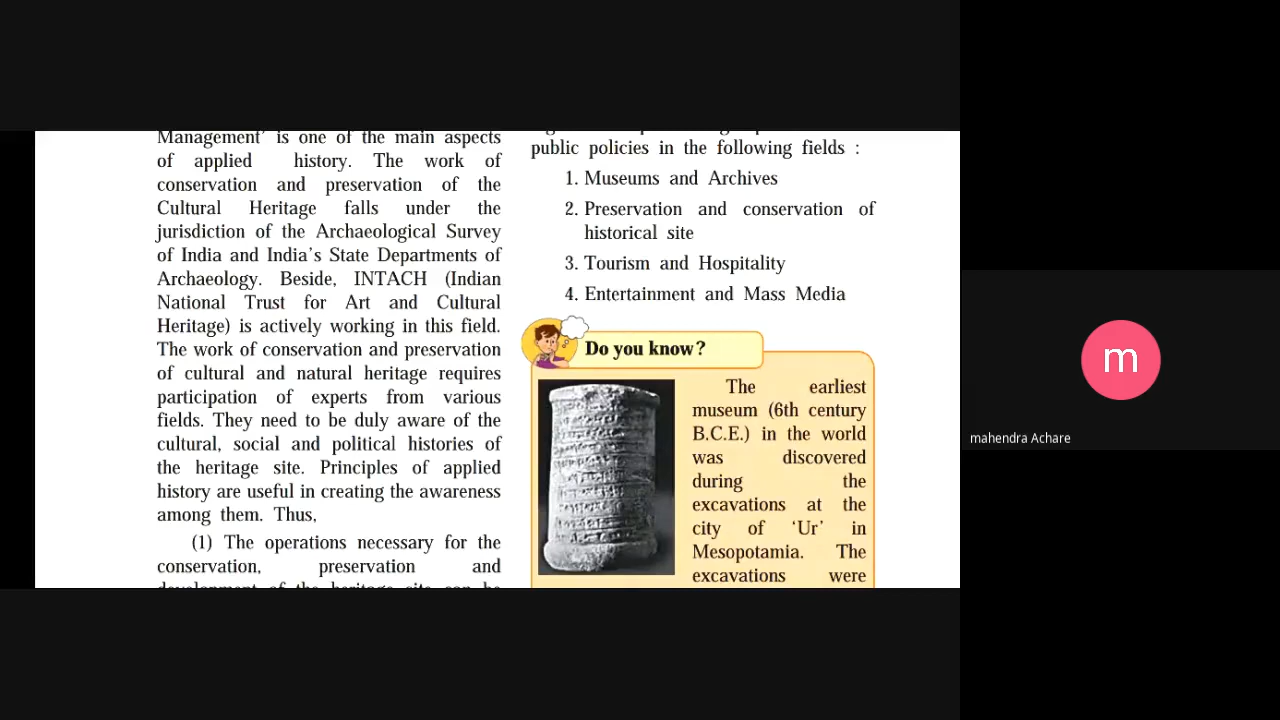 Management’ is one of the main aspects
of applied history. The work of
conservation and preservation of the
Cultural Heritage falls under the
jurisdiction of the Archaeological Survey
of India and India’s State Departments of
Archaeology. Beside, INTACH (Indian
National Trust for Art and Cultural
Heritage) is actively working in this field.
The work of conservation and preservation
of cultural and natural heritage requires
participation of experts from various
fields. They need to be duly aware of the
cultural, social and political histories of
the heritage site. Principles of applied
history are useful in creating the awareness
among them. Thus,
(1) The operations necessary for the
conservation, preservation and
public policies in the following fields :
1. Museums and Archives
2. Preservation and conservation of
historical site
3. Tourism and Hospitality
4. Entertainment and Mass Media
Do you know?
The earliest
museum (6th century
B.C.E.) in the world
was discovered
during the
excavations at the
city of ‘Ur’ in
Mesopotamia. The
excavations were
m
mahendra Achare